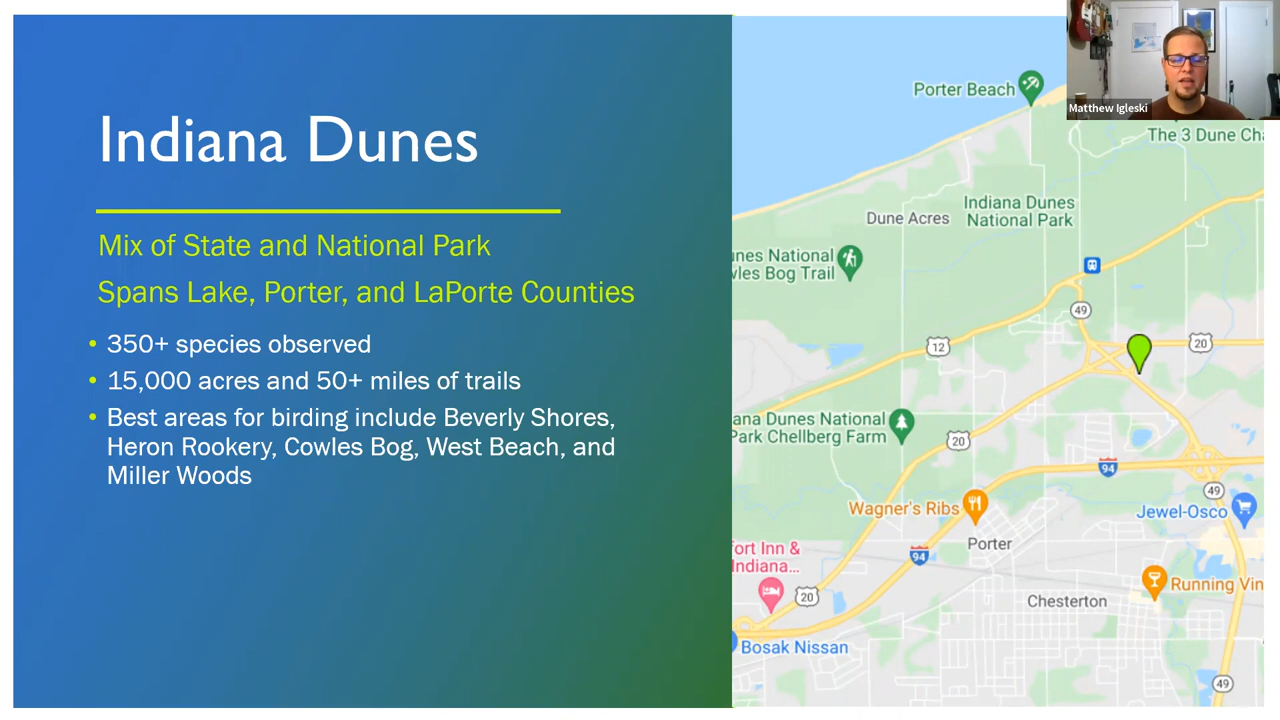 Indiana Dunes
Mix of State and National Park
Spans Lake, Porter, and LaPorte Counties
• 350+ species observed
• 15,000 acres and 50+ miles of trails
• Best areas for birding include Beverly Shores,
Heron Rookery, Cowles Bog, West Beach, and
Miller Woods
Matthew Igleski
Porter Beach
The 3 Dune Cha
Indiana Dunes
National Park
Dune Acres
unes National
wles Bog Trail
49
20
12
ana Dunes National
Park Chellberg Farm
20
94
49
Wagner's Ribs
Jewel-Osco
Porter
94
fort Inn &
Indiana...
20
Running Vin
Chesterton
Bosak Nissan
49